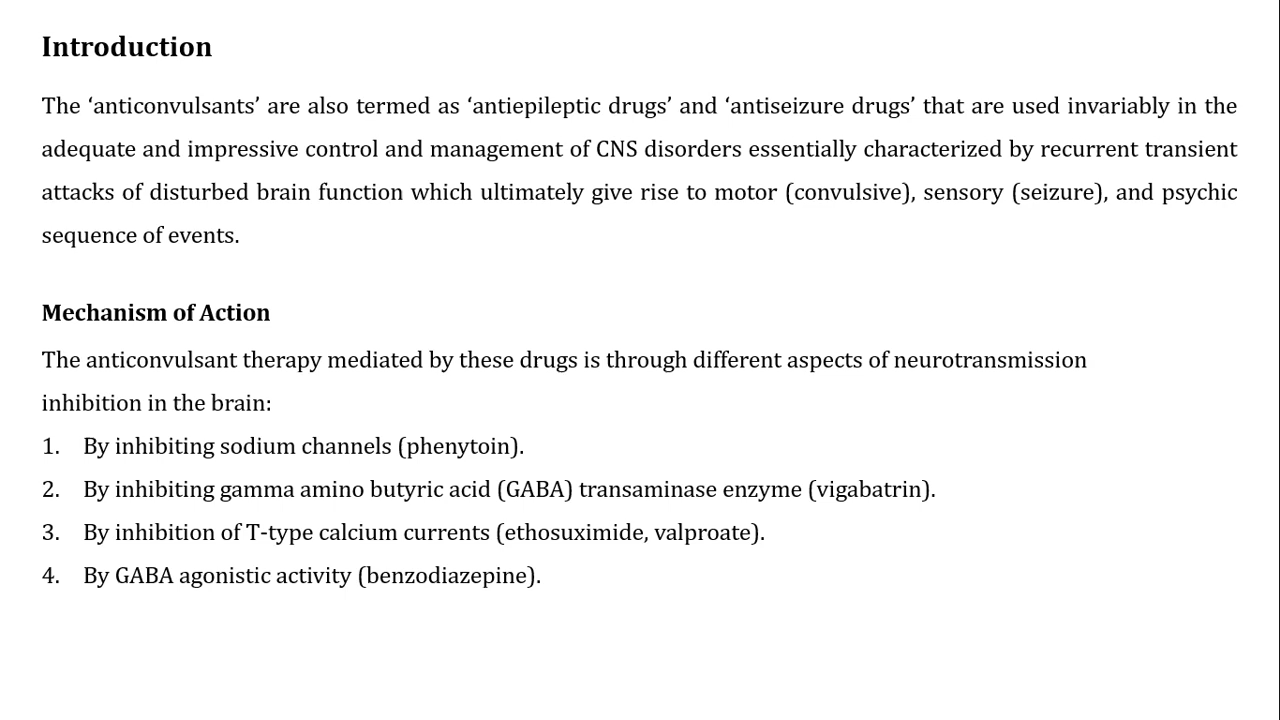 Introduction
The ‘anticonvulsants’ are also termed as ‘antiepileptic drugs’ and ‘antiseizure drugs’ that are used invariably in the
adequate and impressive control and management of CNS disorders essentially characterized by recurrent transient
attacks of disturbed brain function which ultimately give rise to motor (convulsive), sensory (seizure), and psychic
sequence of events.
Mechanism of Action
The anticonvulsant therapy mediated by these drugs is through different aspects of neurotransmission
inhibition in the brain:
1. By inhibiting sodium channels (phenytoin).
2. By inhibiting gamma amino butyric acid (GABA) transaminase enzyme (vigabatrin).
3. By inhibition of T-type calcium currents (ethosuximide, valproate).
4. By GABA agonistic activity (benzodiazepine).